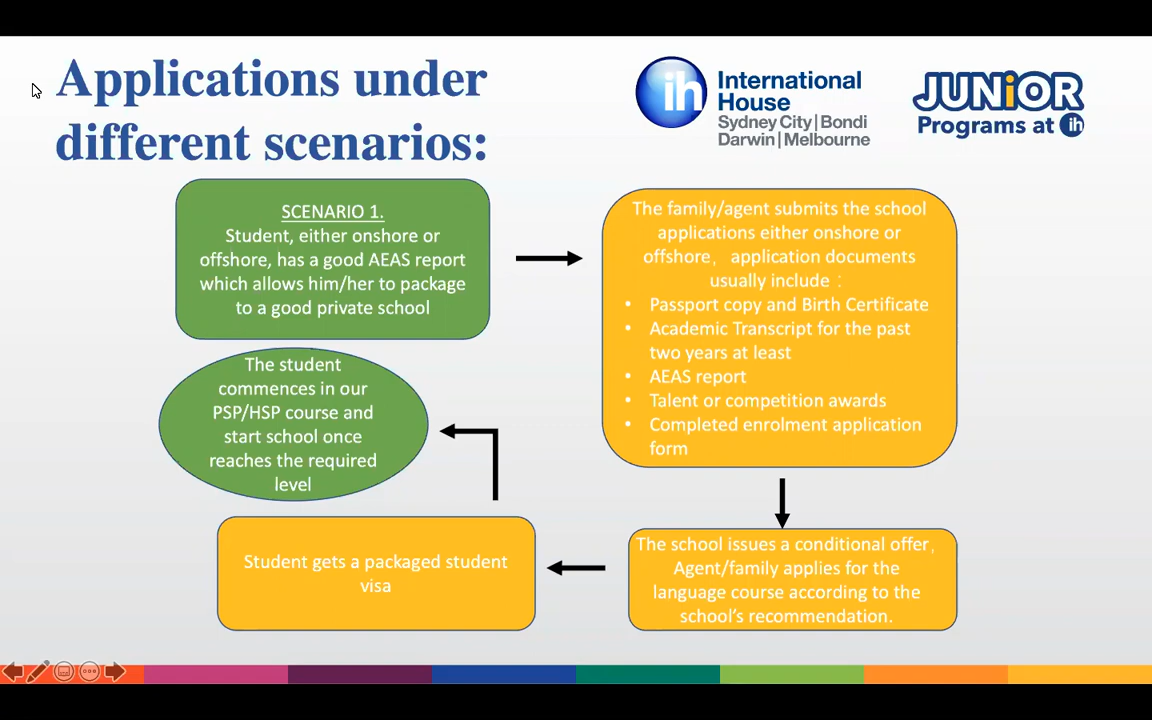 Applications under
different scenarios:
ih
International
House
Sydney City|Bondi
Darwin|Melbourne
JUNiOR
Programs at ih
SCENARIO 1.
Student, either onshore or
offshore, has a good AEAS report
which allows him/her to package
to a good private school
The family/agent submits the school
applications either onshore or
offshore， application documents
usually include：
• Passport copy and Birth Certificate
• Academic Transcript for the past
two years at least
• AEAS report
• Talent or competition awards
• Completed enrolment application
form
The school issues a conditional offer，
Agent/family applies for the
language course according to the
school's recommendation.
Student gets a packaged student
visa
The student
commences in our
PSP/HSP course and
start school once
reaches the required
level